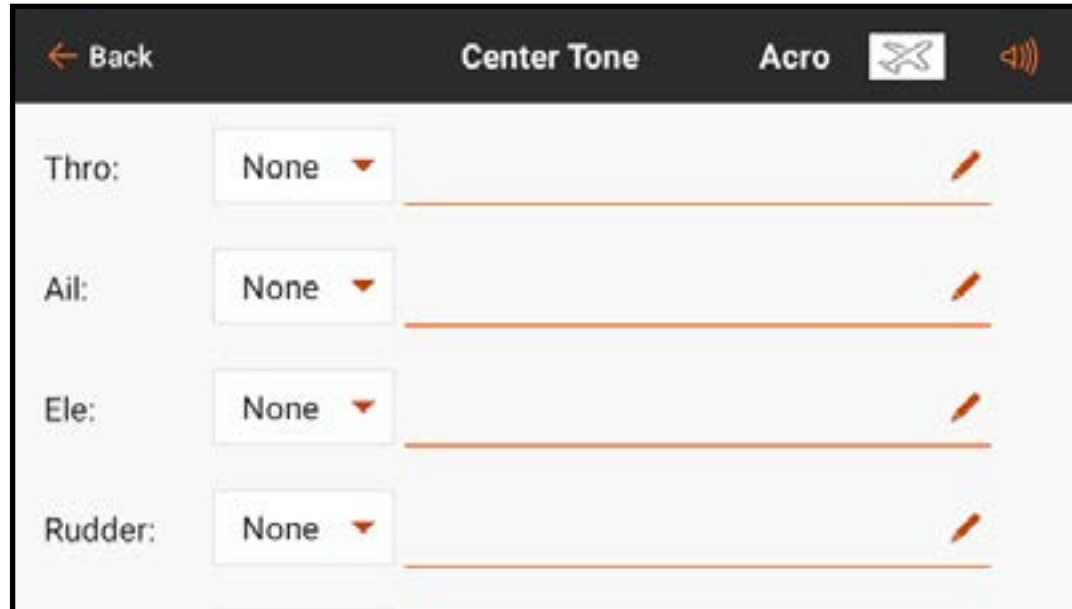 Back Center Tone Acro
Thro: None
Ail: None
Ele: None
Rudder: None